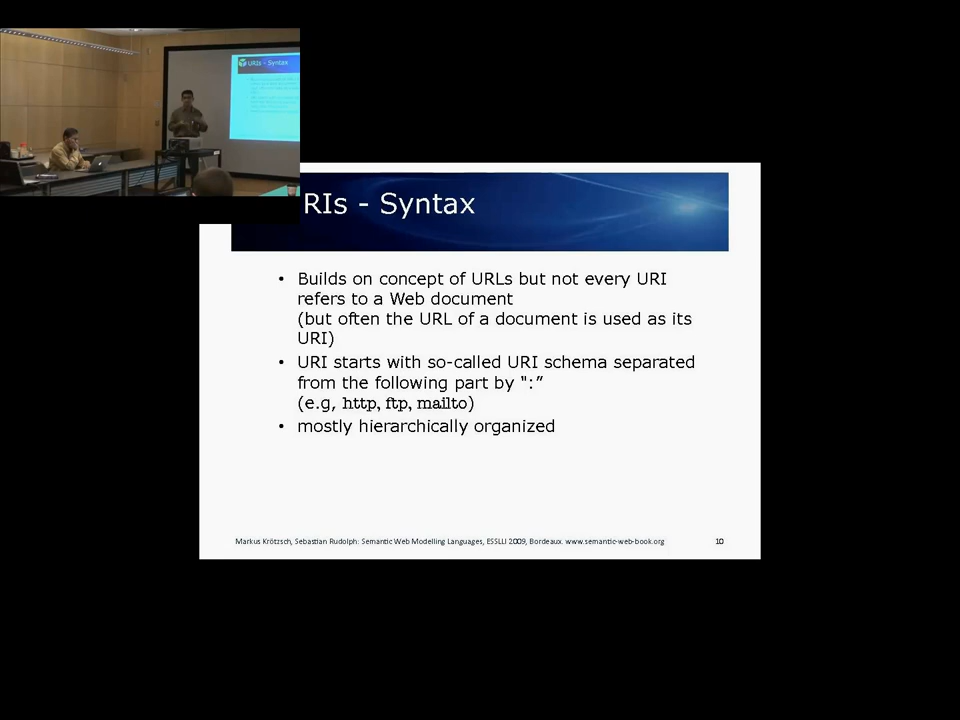 URIs - Syntax
RIs - Syntax
• Builds on concept of URLs but not every URI
refers to a Web document
(but often the URL of a document is used as its
URI)
• URI starts with so-called URI schema separated
from the following part by “:”
(e.g, http, ftp, mailto)
• mostly hierarchically organized
Markus Krötzsch, Sebastian Rudolph: Semantic Web Modelling Languages, ESSLLI 2009, Bordeaux. www.semantic-web-book.org
10